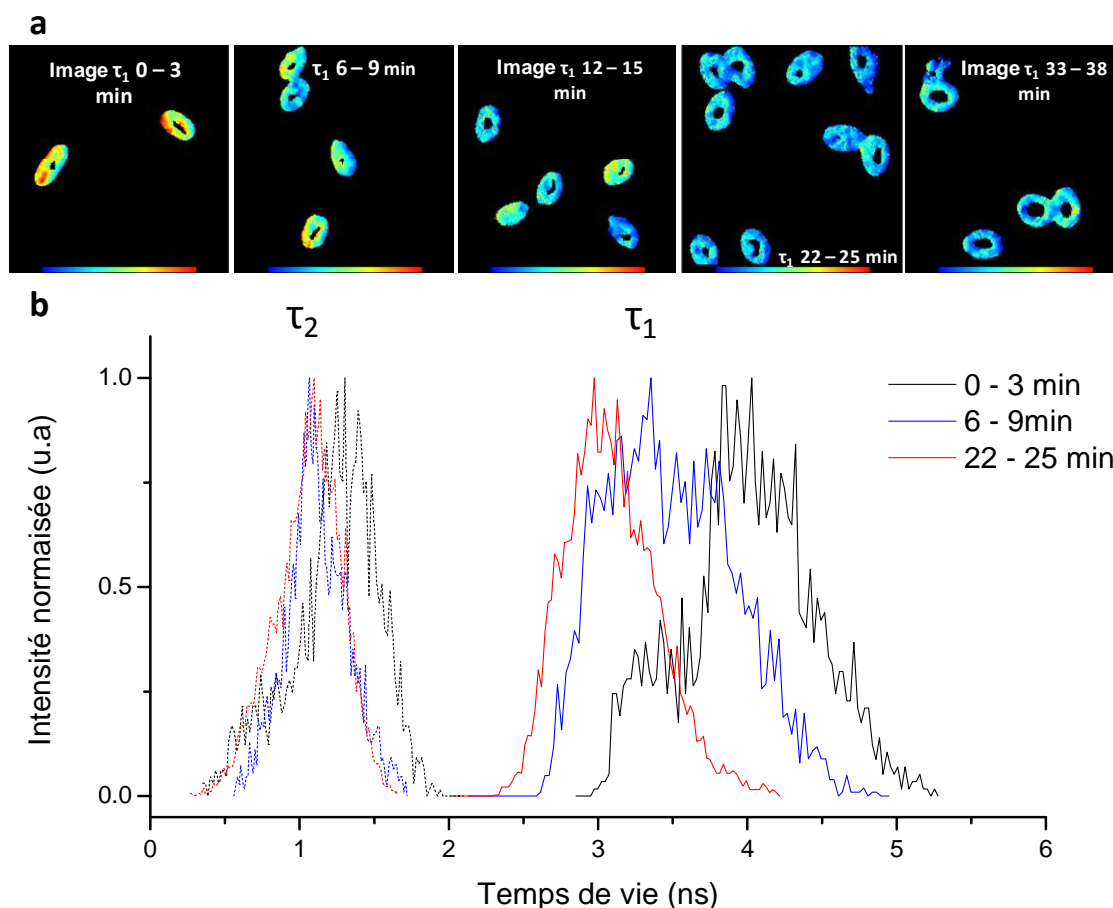 a
Image τ1 0 – 3
min
τ1 6 – 9 min
Image τ1 12 – 15
min
τ1 22 – 25 min
Image τ1 33 – 38
min
b
τ2
τ1
0 - 3 min
6 - 9min
22 - 25 min
Intensité normaisée (u.a)
1.0
0.5
0.0
0
1
2
3
4
5
6
Temps de vie (ns)